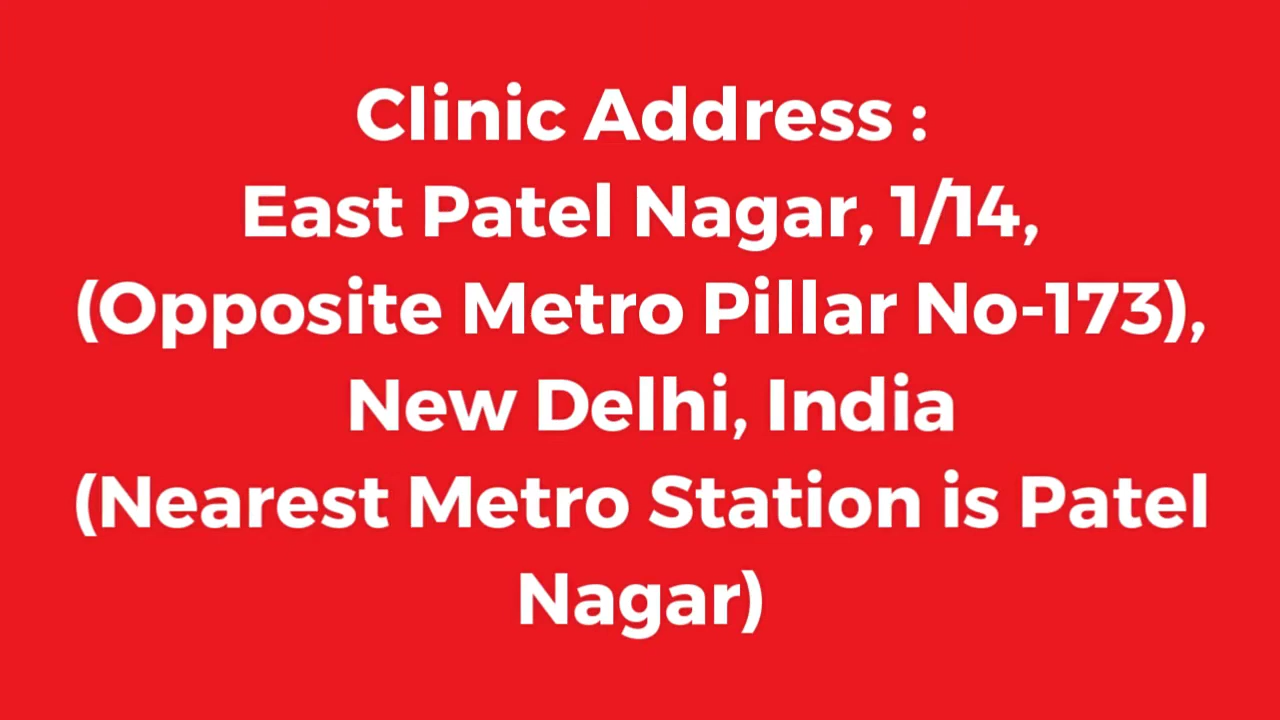 Clinic Address :
East Patel Nagar, 1/14,
(Opposite Metro Pillar No-173),
New Delhi, India
(Nearest Metro Station is Patel
Nagar)